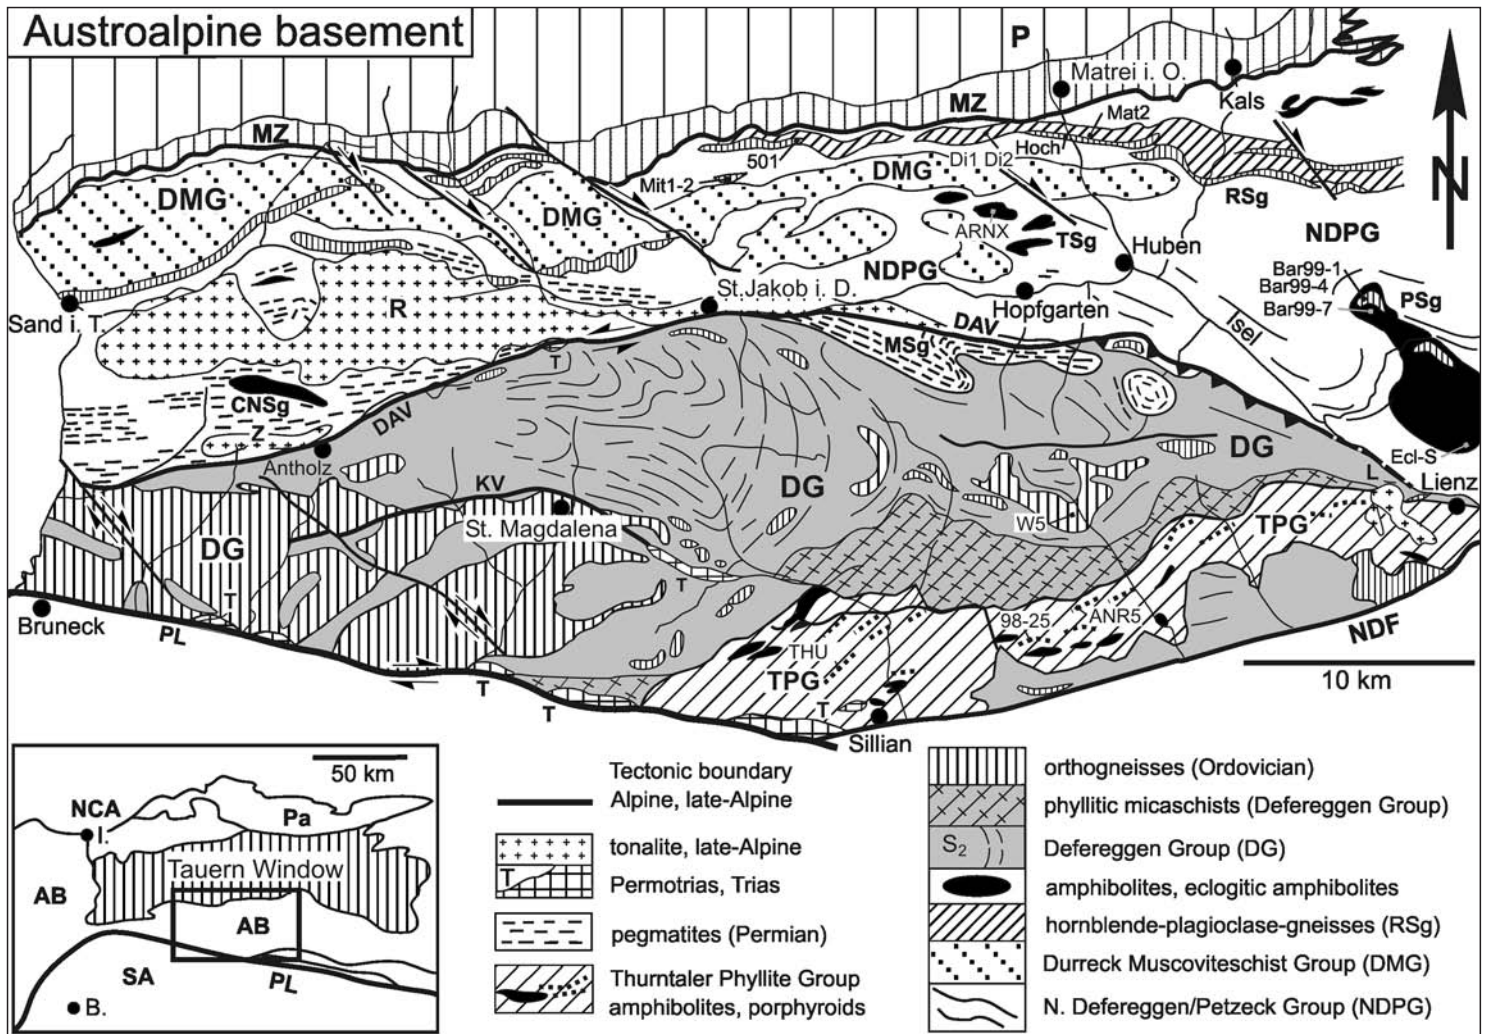 Austroalpine basement
P
Matrei i. O.
Kals
MZ
MZ
Mat2
501
Hoch
Di1 Di2
DMG
DMG
DMG
Mit1-2
RSg
N
ARNX
TSg
NDPG
NDPG
Huben
Bar99-1
Bar99-4
Bar99-7
PSg
St.Jakob i. D.
Hopfgarten
Sand i. T.
R
DAV
Isel
MSg
T
CNSg
DAV
Z
Antholz
DG
Ecl-S
L
Lienz
KV
DG
St. Magdalena
W5
TPG
DG
T
T
98-25
ANR5
Bruneck
PL
THU
NDF
TPG
10 km
T
T
T
Sillian
50 km
NCA
I.
Pa
Tauern Window
AB
AB
SA
PL
B.
Tectonic boundary
Alpine, late-Alpine
tonalite, late-Alpine
T
Permotrias, Trias
pegmatites (Permian)
Thurntaler Phyllite Group
amphibolites, porphyroids
orthogneisses (Ordovician)
phyllitic micaschists (Defereggen Group)
S2
Defereggen Group (DG)
amphibolites, eclogitic amphibolites
hornblende-plagioclase-gneisses (RSg)
Durreck Muscoviteschist Group (DMG)
N. Defereggen/Petzeck Group (NDPG)